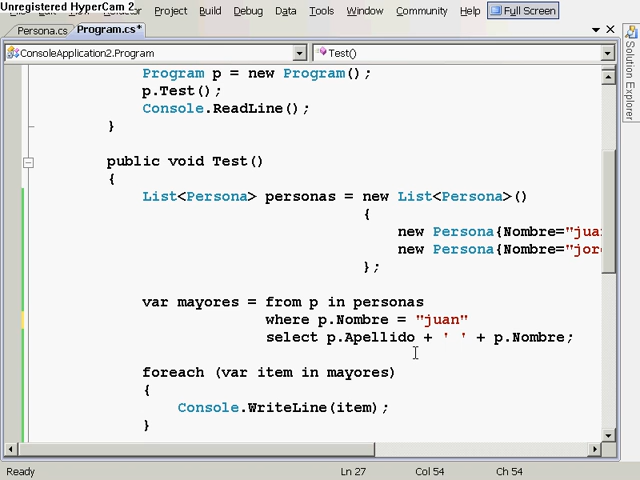 Unregistered HyperCam 2
Project Build Debug Data Tools Window Community Help Full Screen
Persona.cs Program.cs*
ConsoleApplication2.Program Test()
Solution Explorer
Program p = new Program();
p.Test();
Console.ReadLine();
}
public void Test()
{
List<Persona> personas = new List<Persona>()
{
new Persona{Nombre="jua
new Persona{Nombre="jor
};
var mayores = from p in personas
where p.Nombre = "juan"
select p.Apellido + ' ' + p.Nombre;
foreach (var item in mayores)
{
Console.WriteLine(item);
}
Ready Ln 27 Col 54 Ch 54